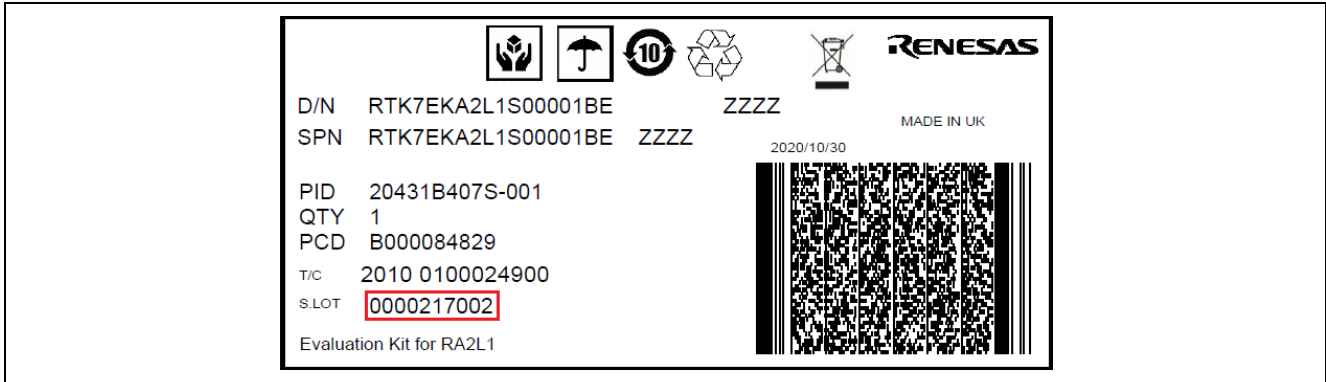 10
RENESAS
D/N RTK7EKA2L1S00001BE ZZZZ
MADE IN UK
SPN RTK7EKA2L1S00001BE ZZZZ
2020/10/30
PID 20431B407S-001
QTY 1
PCD B000084829
T/C 2010 0100024900
S.LOT 0000217002
Evaluation Kit for RA2L1